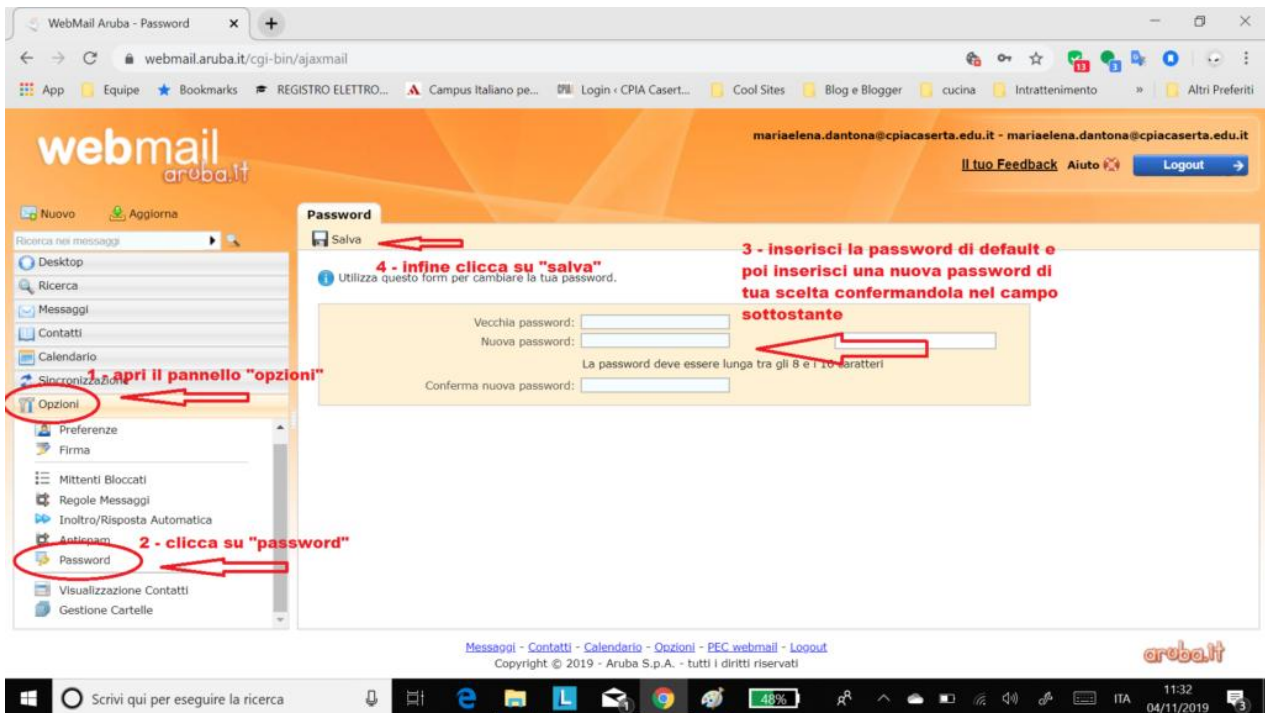 WebMail Aruba - Password
webmail.aruba.it/cgi-bin/ajaxmail
13
3
App Equipe Bookmarks REGISTRO ELETTRO... Campus Italiano pe... Login ‹ CPIA Casert... Cool Sites Blog e Blogger cucina Intrattenimento » Altri Preferiti
webmail
aruba.it
mariaelena.dantona@cpiacaserta.edu.it - mariaelena.dantona@cpiacaserta.edu.it
Il tuo Feedback Aiuto Logout
Nuovo Aggiorna
Ricerca nei messaggi
Desktop
Ricerca
Messaggi
Contatti
Calendario
Sincronizzazione
Opzioni
Preferenze
Firma
Mittenti Bloccati
Regole Messaggi
Inoltro/Risposta Automatica
Antispam
Password
Visualizzazione Contatti
Gestione Cartelle
1 - apri il pannello "opzioni"
2 - clicca su "password"
Password
Salva
4 - infine clicca su "salva"
Utilizza questo form per cambiare la tua password.
3 - inserisci la password di default e
poi inserisci una nuova password di
tua scelta confermandola nel campo
sottostante
Vecchia password:
Nuova password:
La password deve essere lunga tra gli 8 e i 16 caratteri
Conferma nuova password:
Messaggi - Contatti - Calendario - Opzioni - PEC webmail - Logout
Copyright © 2019 - Aruba S.p.A. - tutti i diritti riservati
aruba.it
Scrivi qui per eseguire la ricerca
L
48%
ITA
11:32
04/11/2019
3